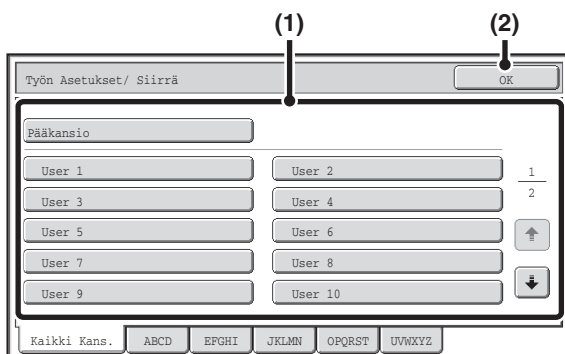 (1) (2)
Työn Asetukset/ Siirrä OK
Pääkansio
User 1 User 2 1
User 3 User 4 2
User 5 User 6
User 7 User 8
User 9 User 10
Kaikki Kans. ABCD EFGHI JKLMN OPQRST UVWXYZ